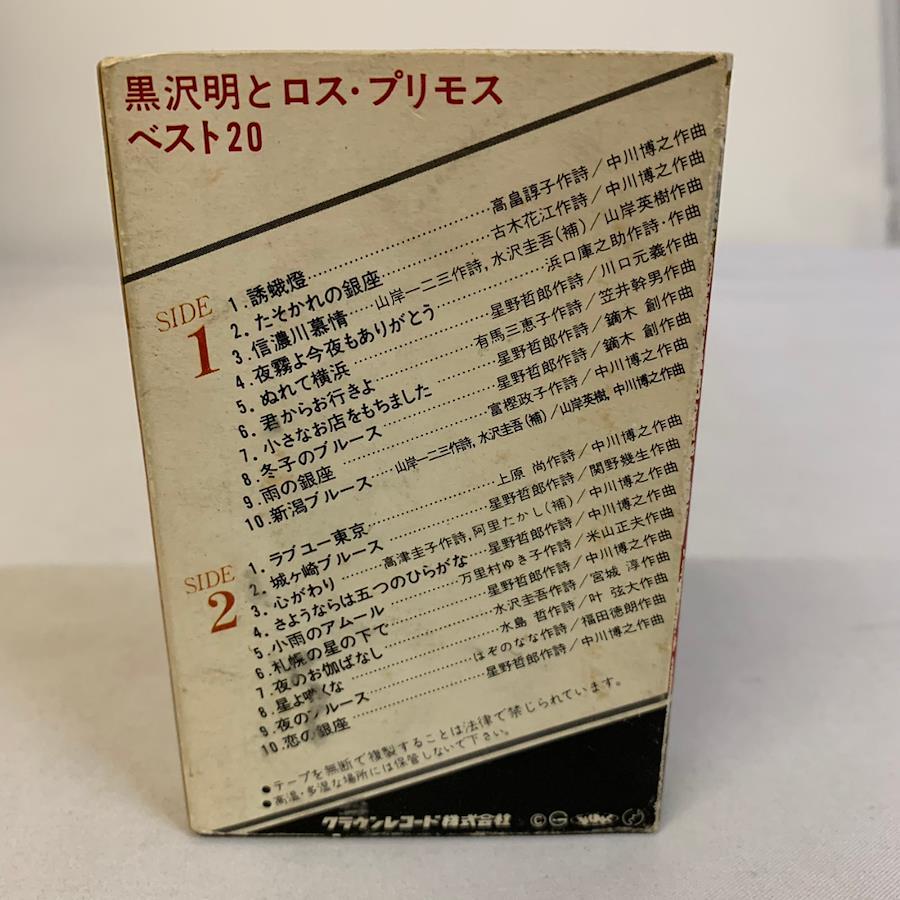 黒沢明とロス・プリモス
ベスト20
SIDE 1
1. 誘蛾燈……高畠諄子作詩／中川博之作曲
2. たそかれの銀座……古木花江作詩／中川博之作曲
3. 信濃川慕情……山岸一二三作詩, 水沢圭吾(補)／山岸英樹作曲
4. 夜霧よ今夜もありがとう……浜口庫之助作詩・作曲
5. ぬれて横浜……星野哲郎作詩／川口元義作曲
6. 君からお行きよ……有馬三恵子作詩／笠井幹男作曲
7. 小さなお店をもちました……星野哲郎作詩／鏑木 創作曲
8. 冬子のブルース……星野哲郎作詩／鏑木 創作曲
9. 雨の銀座……富樫政子作詩／中川博之作曲
10. 新潟ブルース……山岸一二三作詩, 水沢圭吾(補)／山岸英樹, 中川博之作曲
SIDE 2
1. ラブユー東京……上原 尚作詩／中川博之作曲
2. 城ヶ崎ブルース……星野哲郎作詩／関野幾生作曲
3. 心がわり……高津圭子作詩, 阿里たかし(補)／中川博之作曲
4. さようならは五つのひらがな……星野哲郎作詩／中川博之作曲
5. 小雨のアムール……万里村ゆき子作詩／米山正夫作曲
6. 札幌の星の下で……星野哲郎作詩／中川博之作曲
7. 夜のお伽ばなし……水沢圭吾作詩／宮城 淳作曲
8. 星よ嘆くな……水島 哲作詩／叶 弦大作曲
9. 夜のブルース……はぞのなな作詩／福田徳朗作曲
10. 恋の銀座……星野哲郎作詩／中川博之作曲
●テープを無断で複製することは法律で禁じられています。
●高温・多湿な場所には保管しないで下さい。
クラウンレコード株式会社 ©